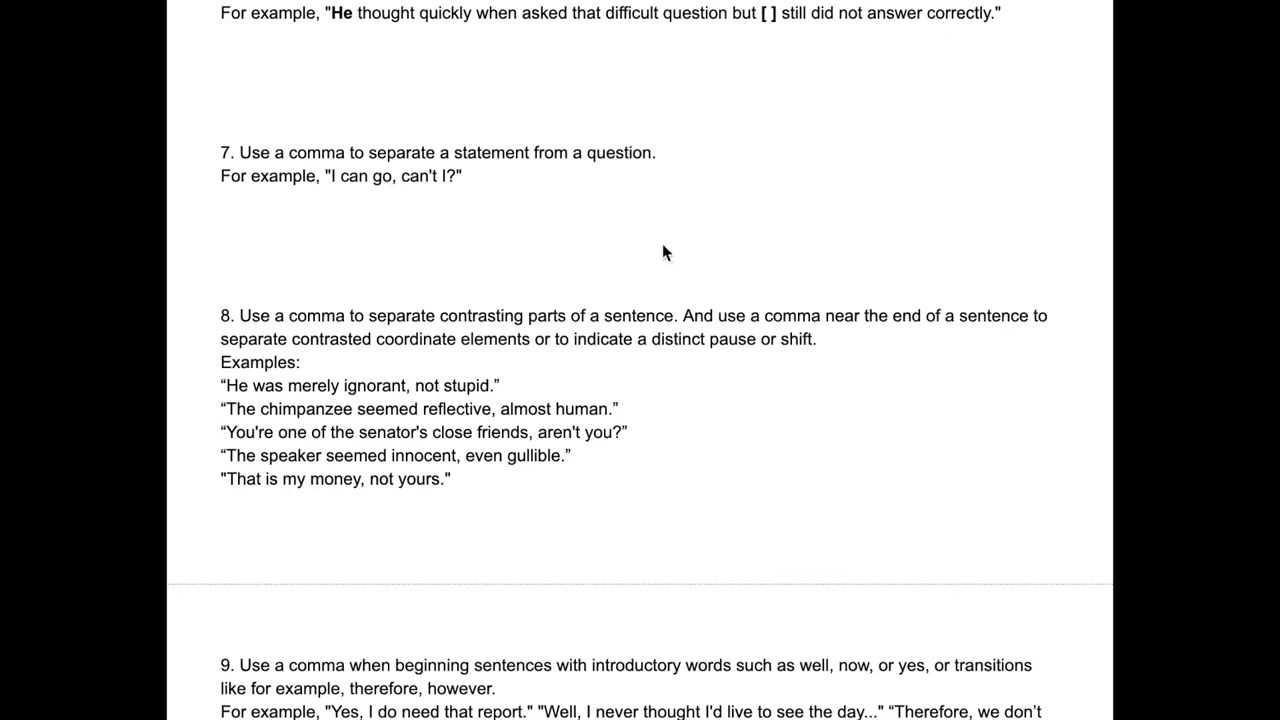 For example, "He thought quickly when asked that difficult question but [ ] still did not answer correctly."
7. Use a comma to separate a statement from a question.
For example, "I can go, can't I?"
8. Use a comma to separate contrasting parts of a sentence. And use a comma near the end of a sentence to
separate contrasted coordinate elements or to indicate a distinct pause or shift.
Examples:
“He was merely ignorant, not stupid.”
“The chimpanzee seemed reflective, almost human.”
“You're one of the senator's close friends, aren't you?”
“The speaker seemed innocent, even gullible.”
"That is my money, not yours."
9. Use a comma when beginning sentences with introductory words such as well, now, or yes, or transitions
like for example, therefore, however.
For example, "Yes, I do need that report." "Well, I never thought I'd live to see the day..." “Therefore, we don’t